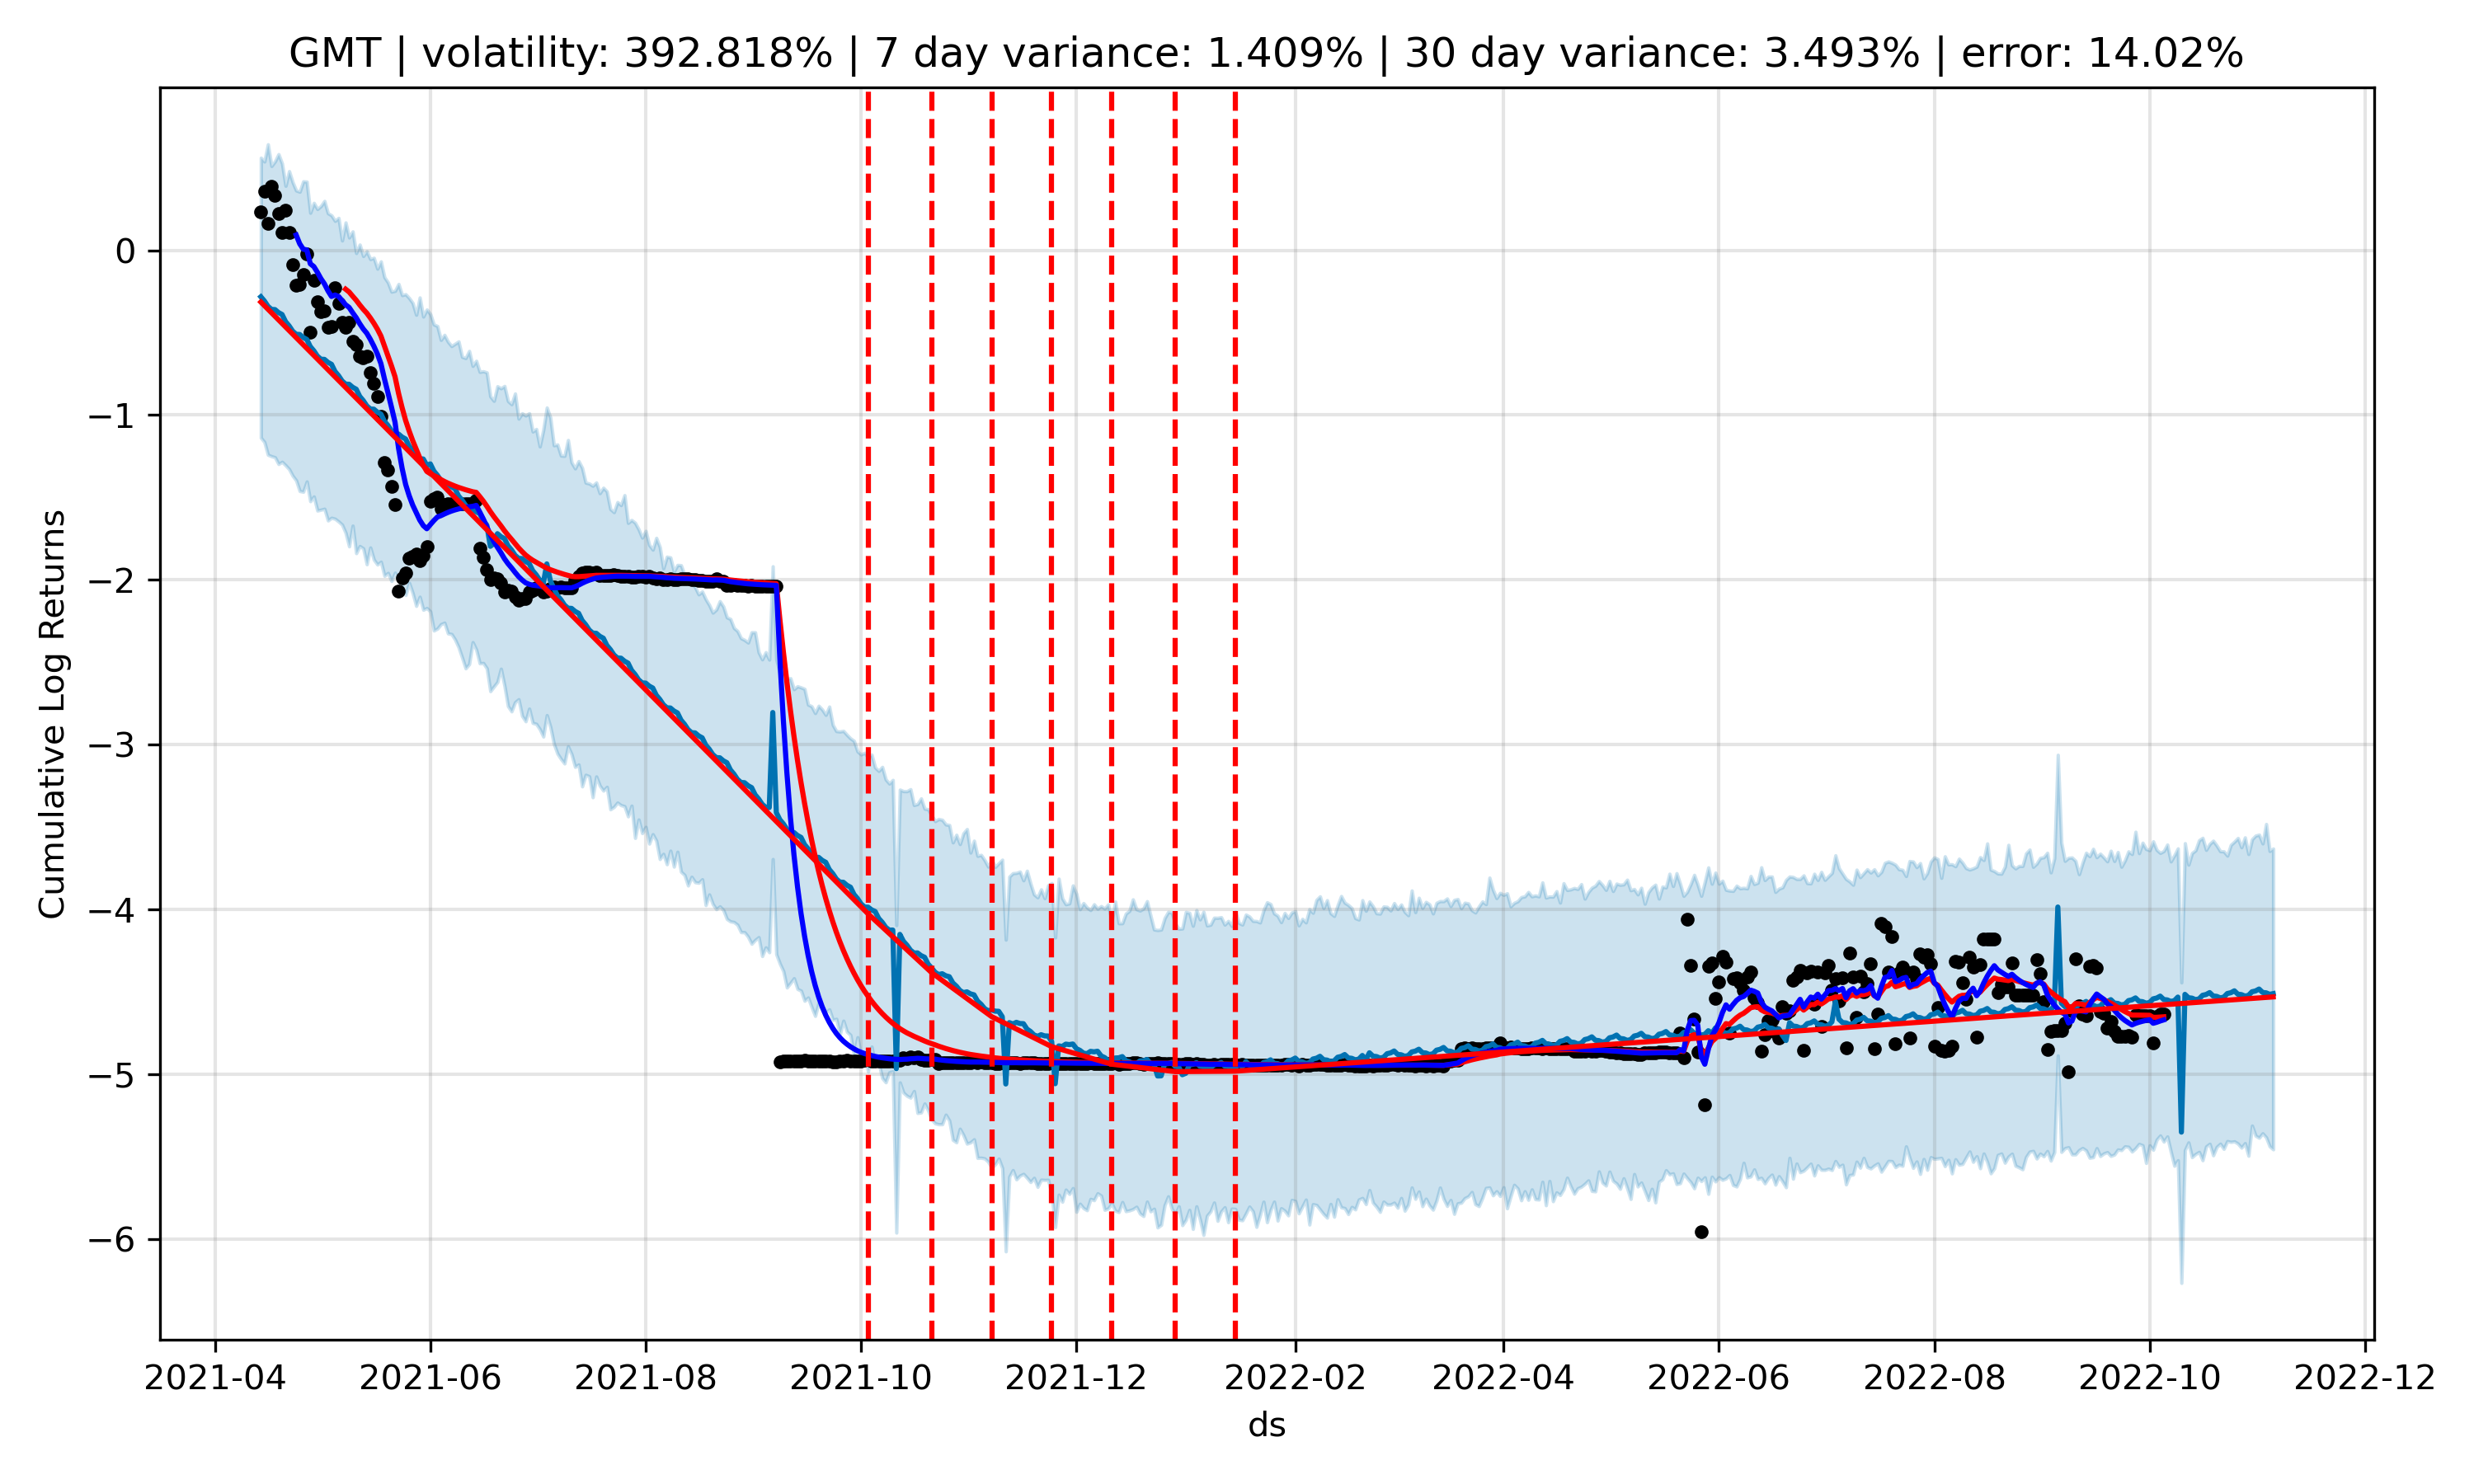 GMT | volatility: 392.818% | 7 day variance: 1.409% | 30 day variance: 3.493% | error: 14.02%
Cumulative Log Returns
0
−1
−2
−3
−4
−5
−6
2021-04 2021-06 2021-08 2021-10 2021-12 2022-02 2022-04 2022-06 2022-08 2022-10 2022-12
ds